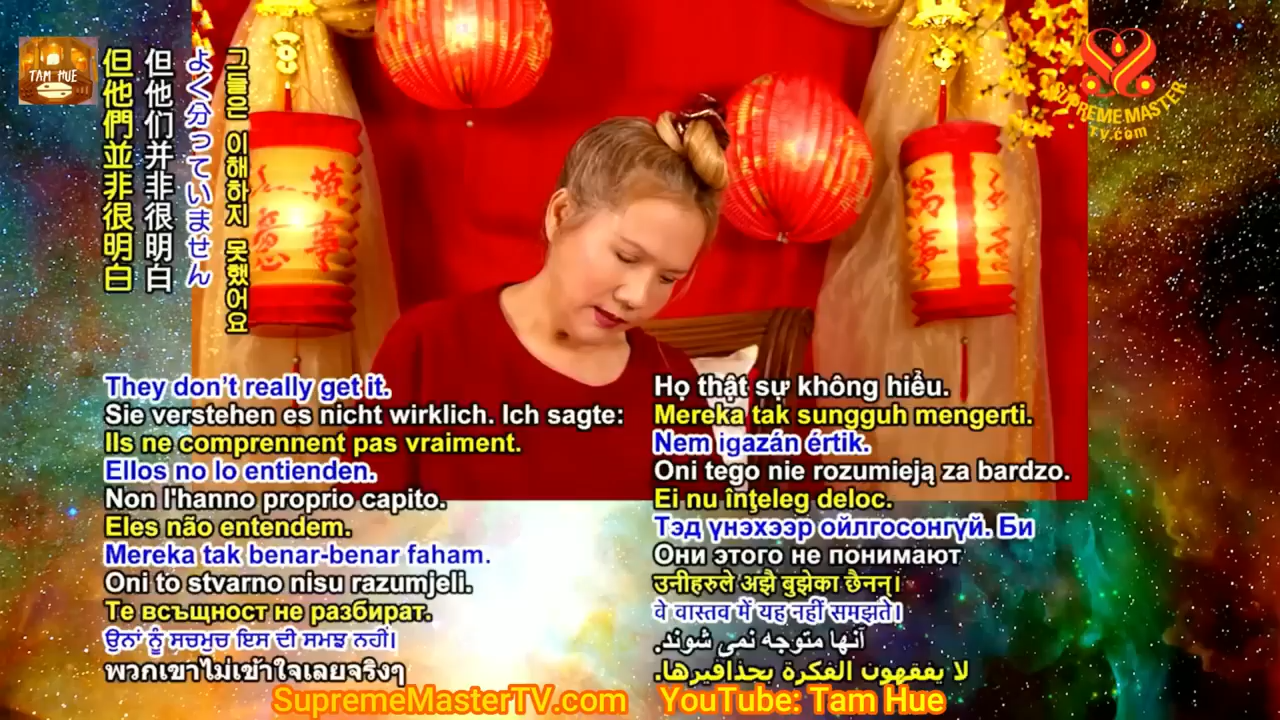 TAM HUE
但他們並非很明白
但他们并非很明白
よく分っていません
그들은 이해하지 못했어요
SUPREME MASTER
TV.com
萬事
萬事
They don't really get it.
Sie verstehen es nicht wirklich. Ich sagte:
Ils ne comprennent pas vraiment.
Ellos no lo entienden.
Non l'hanno proprio capito.
Eles não entendem.
Mereka tak benar-benar faham.
Oni to stvarno nisu razumjeli.
Те всъщност не разбират.
ਉਨਾਂ ਨੂੰ ਸਚਮੁਚ ਇਸ ਦੀ ਸਮਝ ਨਹੀਂ।
พวกเขาไม่เข้าใจเลยจริงๆ
Họ thật sự không hiểu.
Mereka tak sungguh mengerti.
Nem igazán értik.
Oni tego nie rozumieją za bardzo.
Ei nu înţeleg deloc.
Тэд үнэхээр ойлгосонгүй. Би
Они этого не понимают
उनीहरुले अझै बुझेका छैनन्।
वे वास्तव में यह नहीं समझते।
آنها متوجه نمی شوند.
لا يفقهون الفكرة بحذافيرها.
SupremeMasterTV.com
YouTube: Tam Hue